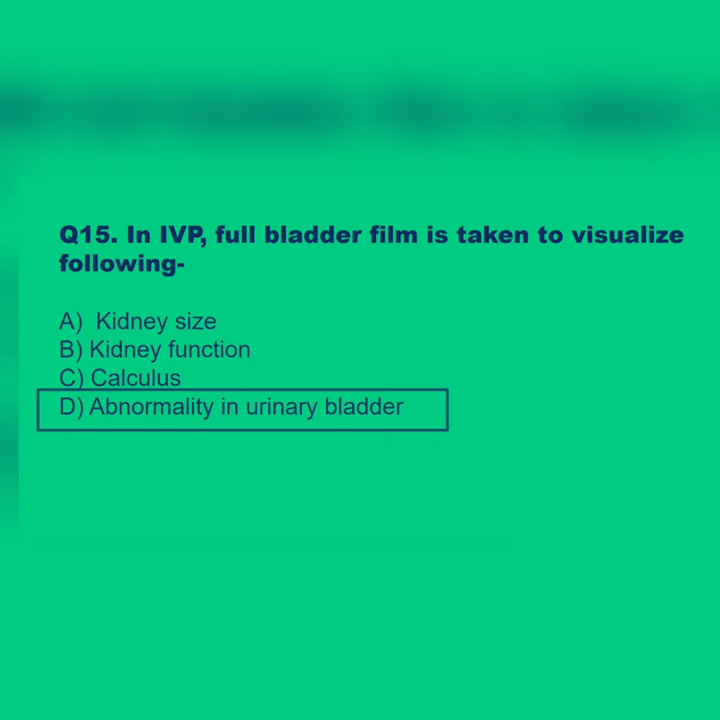 Q15. In IVP, full bladder film is taken to visualize
following-
A) Kidney size
B) Kidney function
C) Calculus
D) Abnormality in urinary bladder